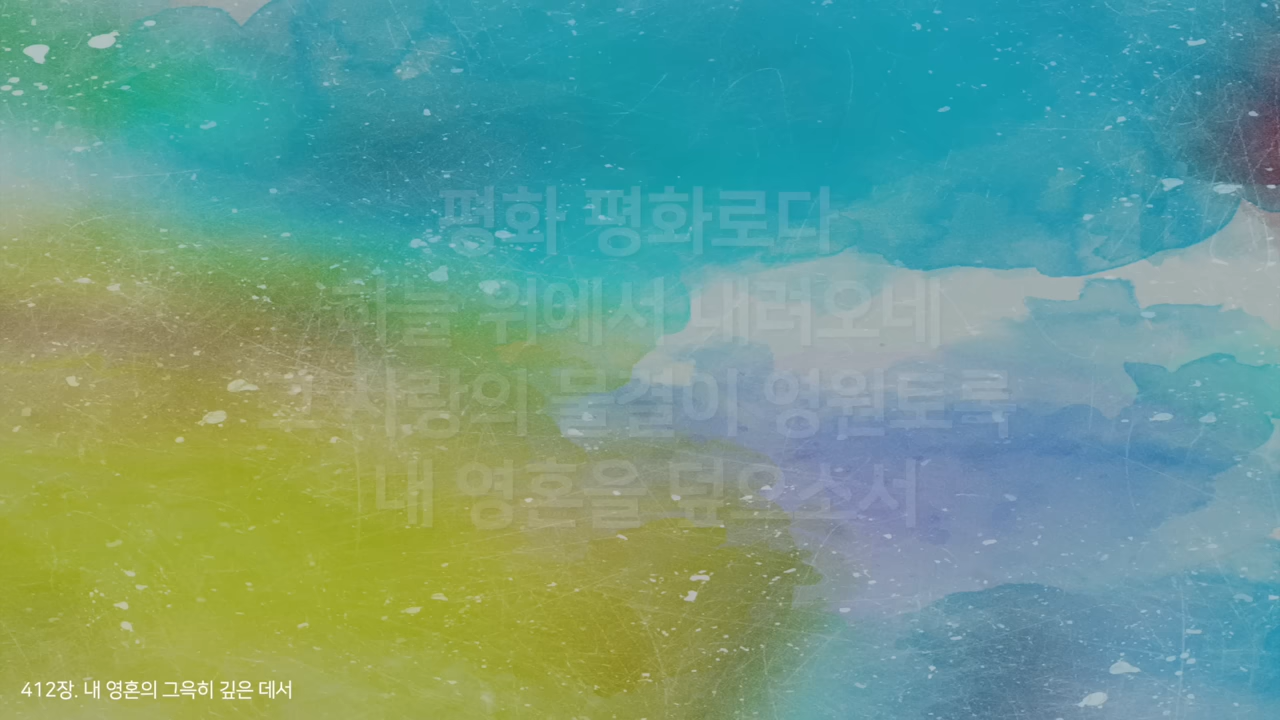 평화 평화로다
하늘 위에서 내려오네
그 사랑의 물결이 영원토록
내 영혼을 덮으소서
412장. 내 영혼의 그윽히 깊은 데서